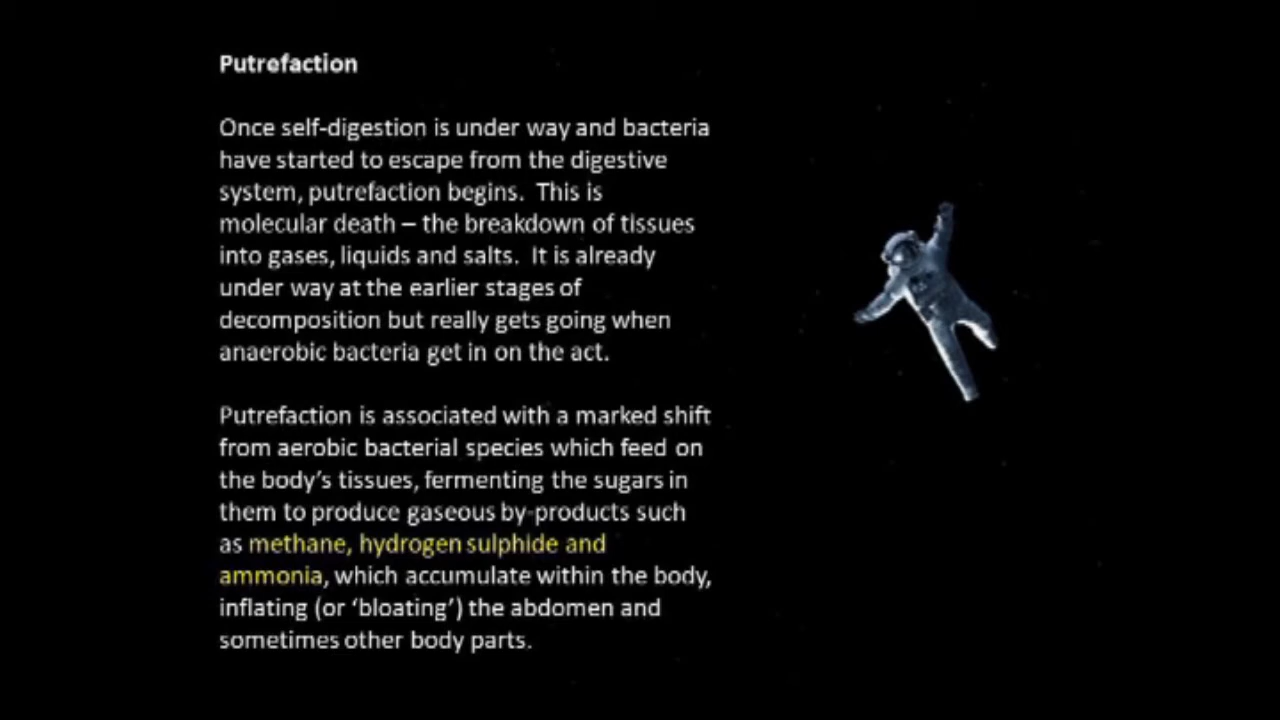 Putrefaction
Once self-digestion is under way and bacteria
have started to escape from the digestive
system, putrefaction begins.  This is
molecular death – the breakdown of tissues
into gases, liquids and salts.  It is already
under way at the earlier stages of
decomposition but really gets going when
anaerobic bacteria get in on the act.
Putrefaction is associated with a marked shift
from aerobic bacterial species which feed on
the body’s tissues, fermenting the sugars in
them to produce gaseous by-products such
as methane, hydrogen sulphide and
ammonia, which accumulate within the body,
inflating (or ‘bloating’) the abdomen and
sometimes other body parts.